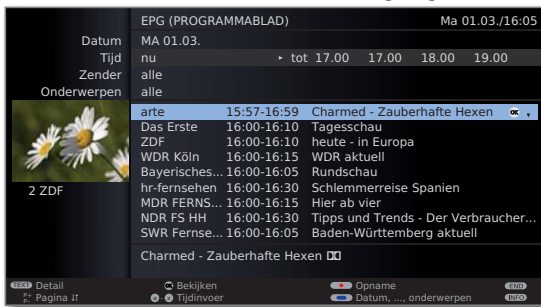 EPG (PROGRAMMABLAD) Ma 01.03./16:05
Datum MA 01.03.
Tijd nu ▸ tot 17.00 17.00 18.00 19.00
Zender alle
Onderwerpen alle
arte 15:57-16:59 Charmed - Zauberhafte Hexen OK
Das Erste 16:00-16:10 Tagesschau
ZDF 16:00-16:10 heute - in Europa
WDR Köln 16:00-16:15 WDR aktuell
Bayerisches... 16:00-16:05 Rundschau
2 ZDF
hr-fernsehen 16:00-16:30 Schlemmerreise Spanien
MDR FERNS... 16:00-16:15 Hier ab vier
NDR FS HH 16:00-16:30 Tipps und Trends - Der Verbraucher...
SWR Fernse... 16:00-16:05 Baden-Württemberg aktuell
Charmed - Zauberhafte Hexen
TEXT Detail OK Bekijken Opname END
P+ P- Pagina ↓↑ 0-9 Tijdinvoer Datum, ..., onderwerpen INFO